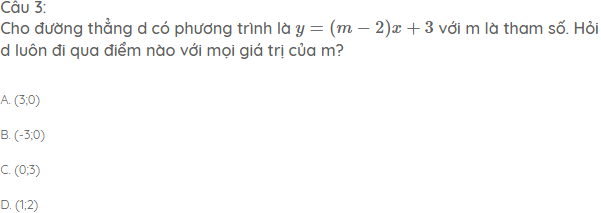 Câu 3:
Cho đường thẳng d có phương trình là y = (m − 2)x + 3 với m là tham số. Hỏi
d luôn đi qua điểm nào với mọi giá trị của m?
A. (3;0)
B. (-3;0)
C. (0;3)
D. (1;2)